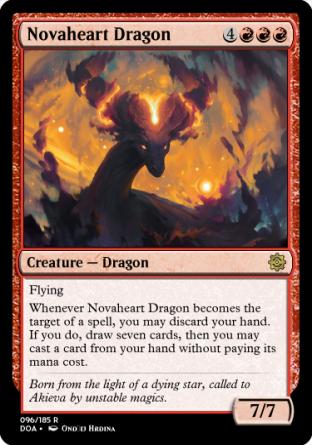 Novaheart Dragon 4
Creature — Dragon
Flying
Whenever Novaheart Dragon becomes the
target of a spell, you may discard your hand.
If you do, draw seven cards, then you may
cast a card from your hand without paying its
mana cost.
Born from the light of a dying star, called to
Akieva by unstable magics.
7/7
096/185 R
DOA •